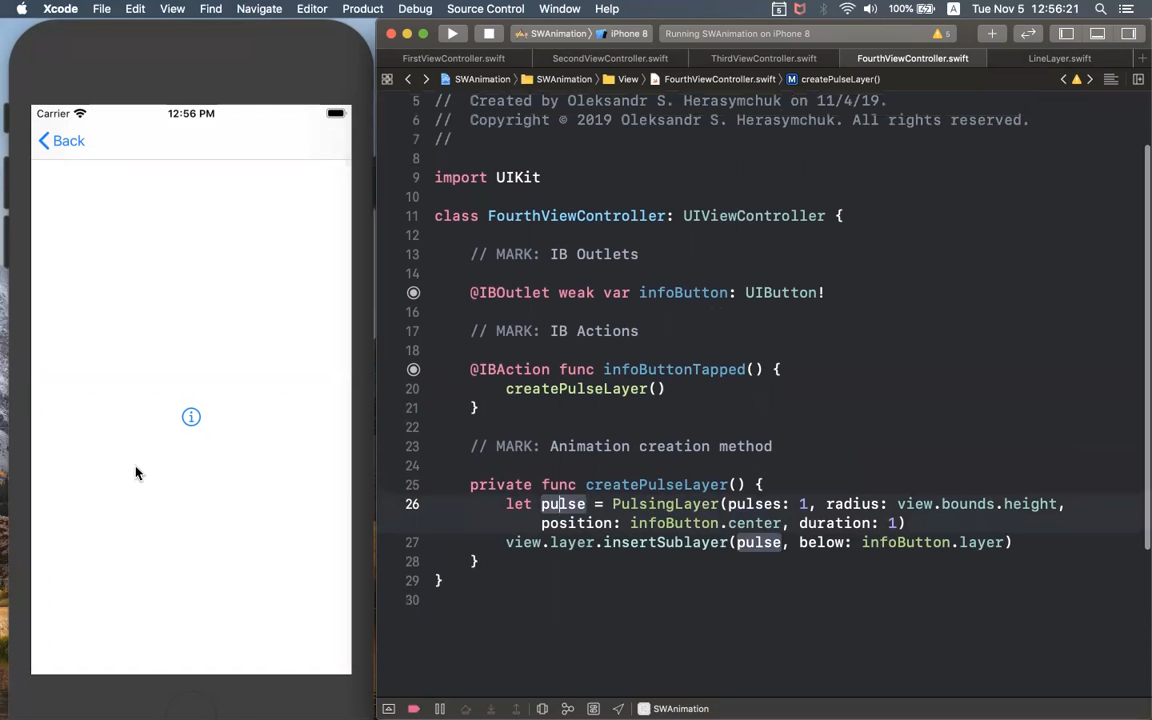 Xcode File Edit View Find Navigate Editor Product Debug Source Control Window Help
5 100% A Tue Nov 5 12:56:21
SWAnimation iPhone 8 Running SWAnimation on iPhone 8 5
FirstViewController.swift SecondViewController.swift ThirdViewController.swift FourthViewController.swift LineLayer.swift
SWAnimation SWAnimation View FourthViewController.swift M createPulseLayer()
Carrier 12:56 PM
Back
5 // Created by Oleksandr S. Herasymchuk on 11/4/19.
6 // Copyright © 2019 Oleksandr S. Herasymchuk. All rights reserved.
7 //
8
9 import UIKit
10
11 class FourthViewController: UIViewController {
12
13 // MARK: IB Outlets
14
@IBOutlet weak var infoButton: UIButton!
16
17 // MARK: IB Actions
18
@IBAction func infoButtonTapped() {
20 createPulseLayer()
21 }
22
23 // MARK: Animation creation method
24
25 private func createPulseLayer() {
26 let pulse = PulsingLayer(pulses: 1, radius: view.bounds.height,
position: infoButton.center, duration: 1)
27 view.layer.insertSublayer(pulse, below: infoButton.layer)
28 }
29 }
30
SWAnimation